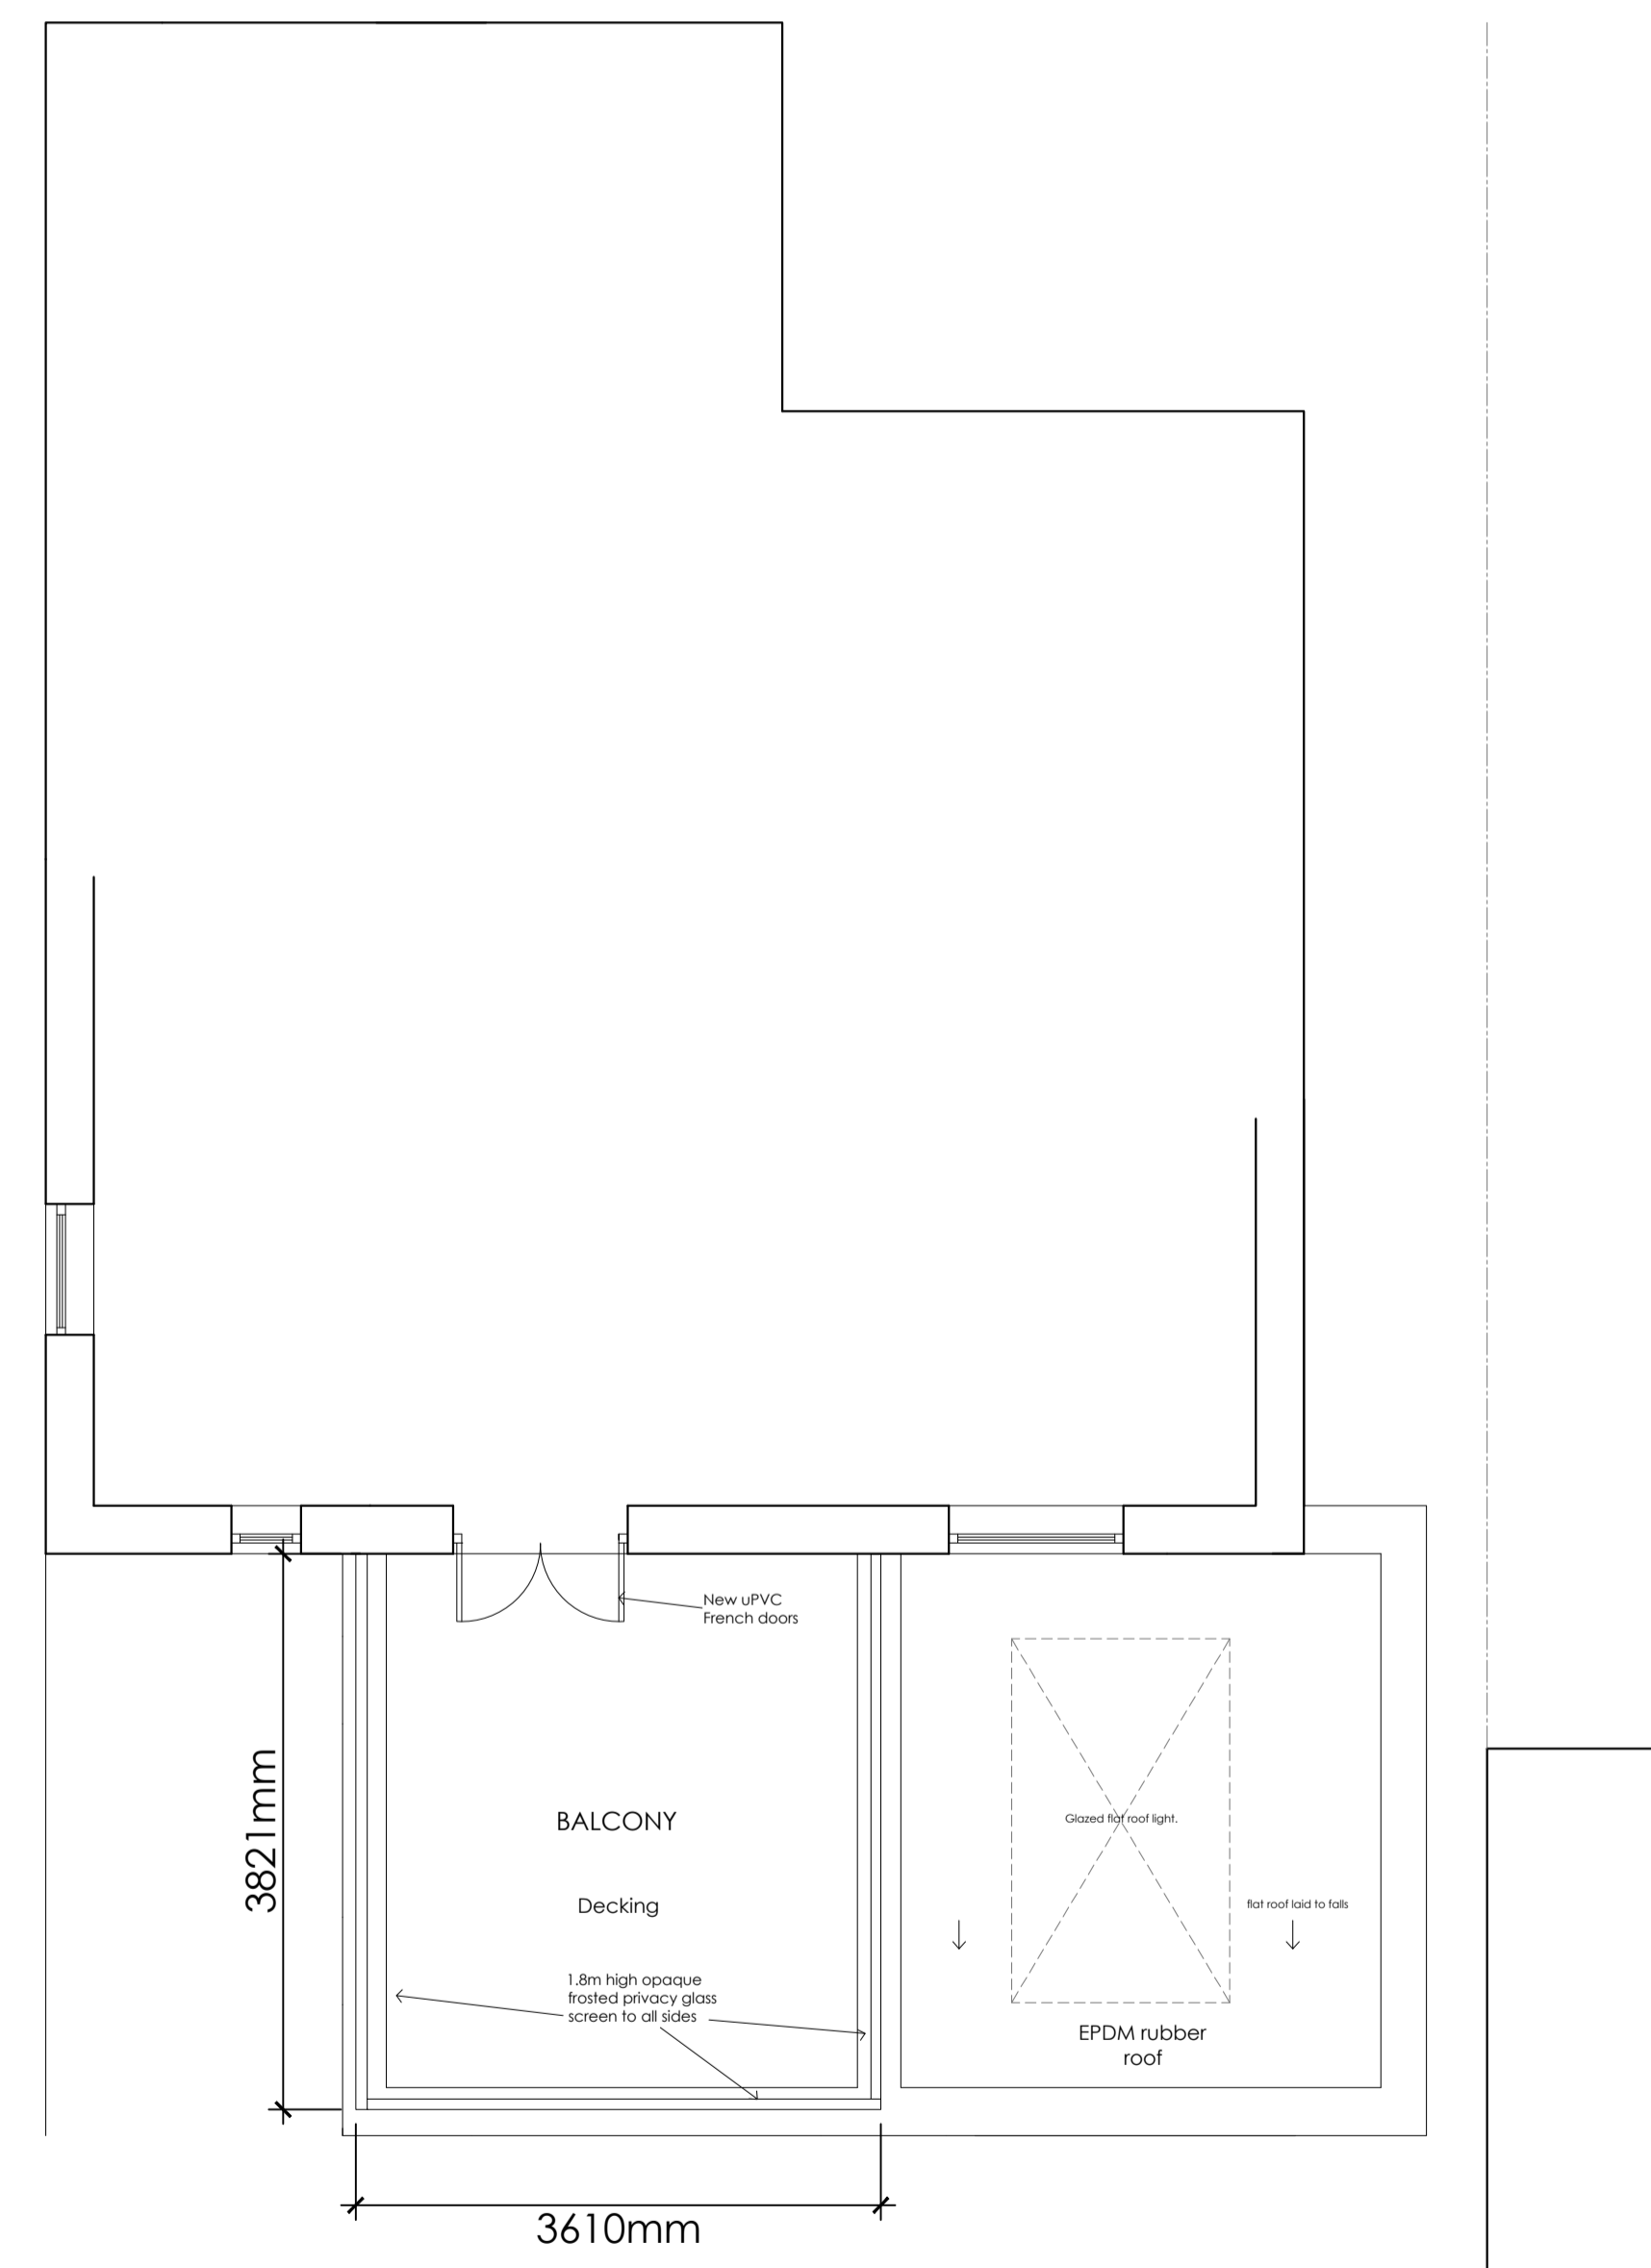 New uPVC
French doors
3821mm
BALCONY
Glazed flat roof light.
Decking
flat roof laid to falls
1.8m high opaque
frosted privacy glass
screen to all sides
EPDM rubber
roof
3610mm